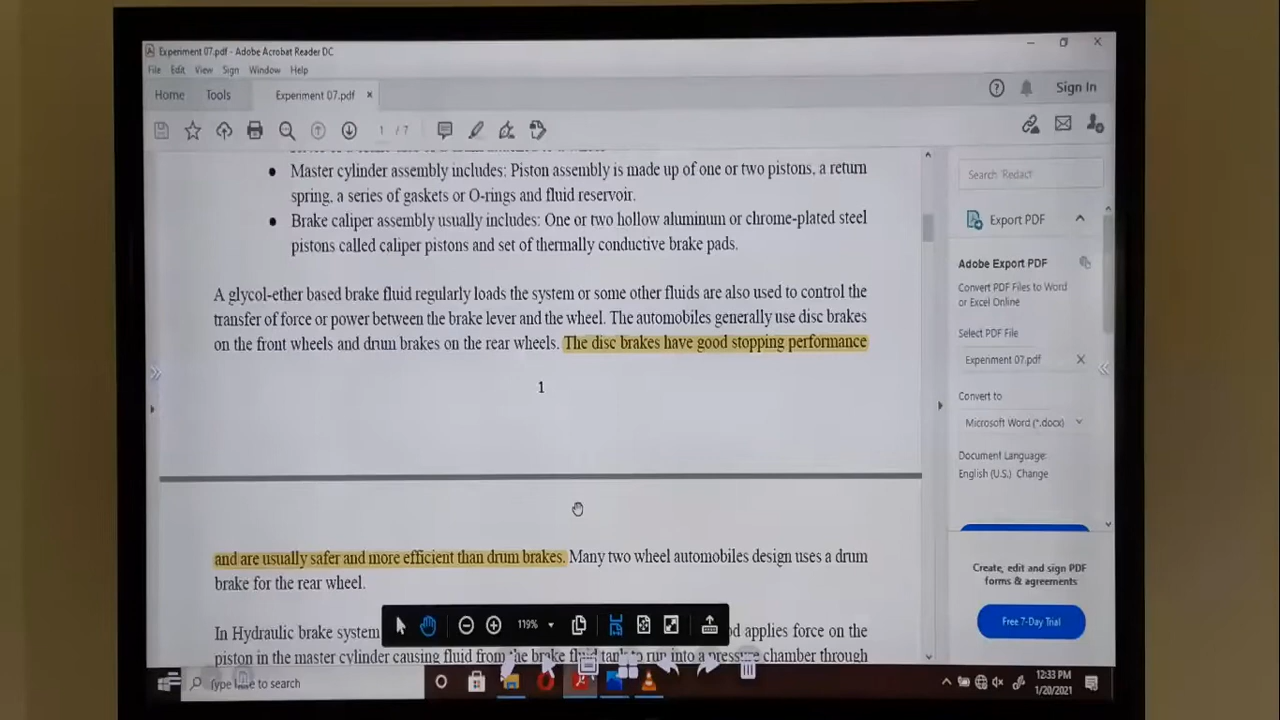 Experiment 07.pdf - Adobe Acrobat Reader DC
File Edit View Sign Window Help
Home Tools Experiment 07.pdf ×
Sign In
1 / 7
Master cylinder assembly includes: Piston assembly is made up of one or two pistons, a return
spring, a series of gaskets or O-rings and fluid reservoir.
Brake caliper assembly usually includes: One or two hollow aluminum or chrome-plated steel
pistons called caliper pistons and set of thermally conductive brake pads.
A glycol-ether based brake fluid regularly loads the system or some other fluids are also used to control the
transfer of force or power between the brake lever and the wheel. The automobiles generally use disc brakes
on the front wheels and drum brakes on the rear wheels. The disc brakes have good stopping performance
1
and are usually safer and more efficient than drum brakes. Many two wheel automobiles design uses a drum
brake for the rear wheel.
In Hydraulic brake system applies force on the
piston in the master cylinder causing fluid from the brake fluid tank to run into a pressure chamber through
119%
Search Redact
Export PDF
Adobe Export PDF
Convert PDF Files to Word
or Excel Online
Select PDF File
Experiment 07.pdf ×
Convert to
Microsoft Word (*.docx)
Document Language:
English (U.S.) Change
Create, edit and sign PDF
forms & agreements
Free 7-Day Trial
Type here to search
12:33 PM
1/20/2021